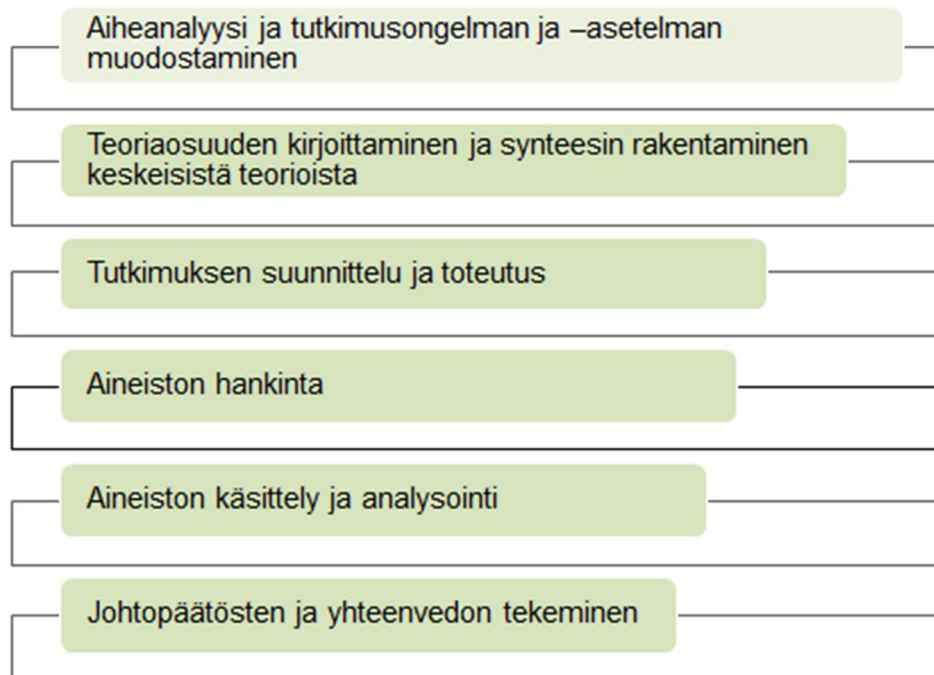 Aiheanalyysi ja tutkimusongelman ja –asetelman
muodostaminen
Teoriaosuuden kirjoittaminen ja synteesin rakentaminen
keskeisistä teorioista
Tutkimuksen suunnittelu ja toteutus
Aineiston hankinta
Aineiston käsittely ja analysointi
Johtopäätösten ja yhteenvedon tekeminen